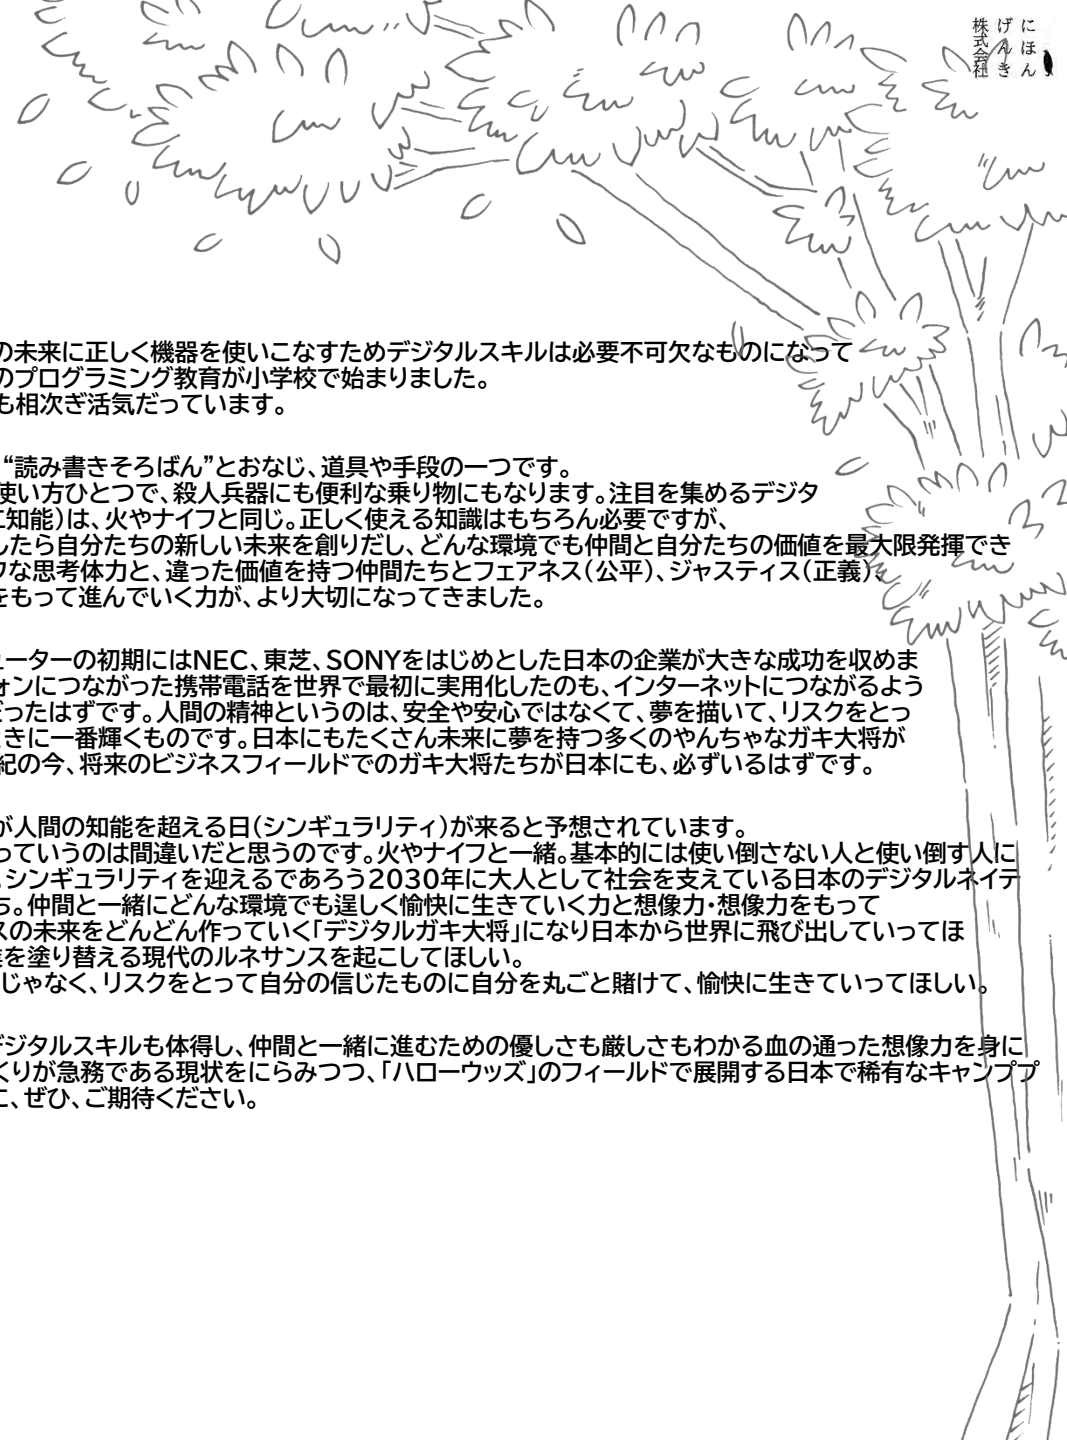 にほん
げんき
株式会社
の未来に正しく機器を使いこなすためデジタルスキルは必要不可欠なものになって
のプログラミング教育が小学校で始まりました。
も相次ぎ活気だっています。
“読み書きそろばん”とおなじ、道具や手段の一つです。
使い方ひとつで、殺人兵器にも便利な乗り物にもなります。注目を集めるデジタ
知能）は、火やナイフと同じ。正しく使える知識はもちろん必要ですが、
したら自分たちの新しい未来を創りだし、どんな環境でも仲間と自分たちの価値を最大限発揮でき
フな思考体力と、違った価値を持つ仲間たちとフェアネス（公平）、ジャスティス（正義）、
をもって進んでいく力が、より大切になってきました。
ューターの初期にはNEC、東芝、SONYをはじめとした日本の企業が大きな成功を収めま
ォンにつながった携帯電話を世界で最初に実用化したのも、インターネットにつながるよう
だったはずです。人間の精神というのは、安全や安心ではなくて、夢を描いて、リスクをとっ
ときに一番輝くものです。日本にもたくさん未来に夢を持つ多くのやんちゃなガキ大将が
紀の今、将来のビジネスフィールドでのガキ大将たちが日本にも、必ずいるはずです。
が人間の知能を超える日（シンギュラリティ）が来ると予想されています。
っていうのは間違いだと思うのです。火やナイフと一緒。基本的には使い倒さない人と使い倒す人に
。シンギュラリティを迎えるであろう2030年に大人として社会を支えている日本のデジタルネイテ
ち。仲間と一緒にどんな環境でも逞しく愉快に生きていく力と想像力・想像力をもって
スの未来をどんどん作っていく「デジタルガキ大将」になり日本から世界に飛び出していってほ
を塗り替える現代のルネサンスを起こしてほしい。
じゃなく、リスクをとって自分の信じたものに自分を丸ごと賭けて、愉快に生きていってほしい。
デジタルスキルも体得し、仲間と一緒に進むための優しさも厳しさもわかる血の通った想像力を身に
くりが急務である現状をにらみつつ、「ハローウッズ」のフィールドで展開する日本で稀有なキャンププ
に、ぜひ、ご期待ください。